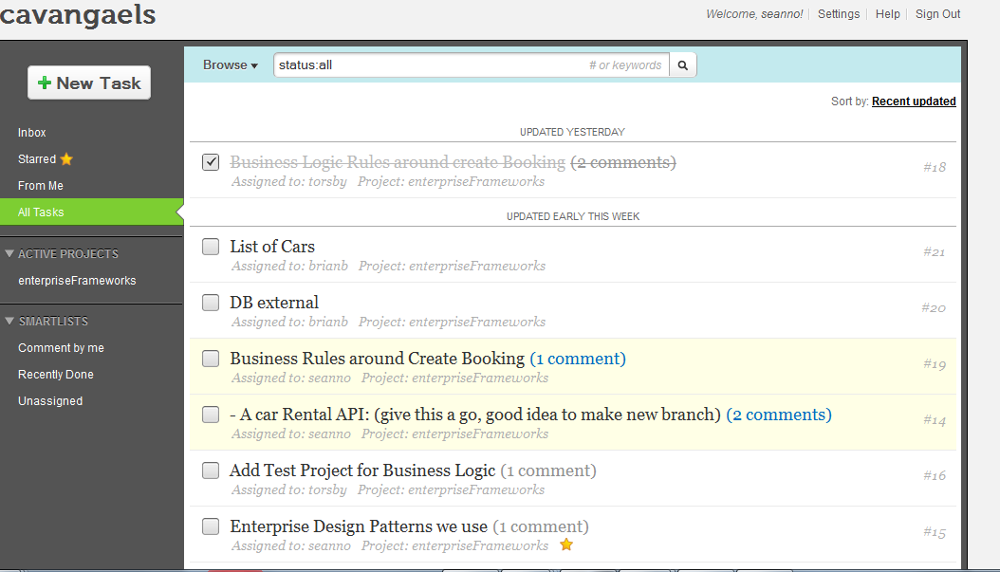 cavangaels
Welcome, seanno! Settings Help Sign Out
New Task
Browse status:all # or keywords
Sort by: Recent updated
Inbox
Starred
From Me
All Tasks
ACTIVE PROJECTS
enterpriseFrameworks
SMARTLISTS
Comment by me
Recently Done
Unassigned
UPDATED YESTERDAY
Business Logic Rules around create Booking (2 comments) #18
Assigned to: torsby Project: enterpriseFrameworks
UPDATED EARLY THIS WEEK
List of Cars #21
Assigned to: brianb Project: enterpriseFrameworks
DB external #20
Assigned to: brianb Project: enterpriseFrameworks
Business Rules around Create Booking (1 comment) #19
Assigned to: seanno Project: enterpriseFrameworks
- A car Rental API: (give this a go, good idea to make new branch) (2 comments) #14
Assigned to: seanno Project: enterpriseFrameworks
Add Test Project for Business Logic (1 comment) #16
Assigned to: torsby Project: enterpriseFrameworks
Enterprise Design Patterns we use (1 comment) #15
Assigned to: seanno Project: enterpriseFrameworks